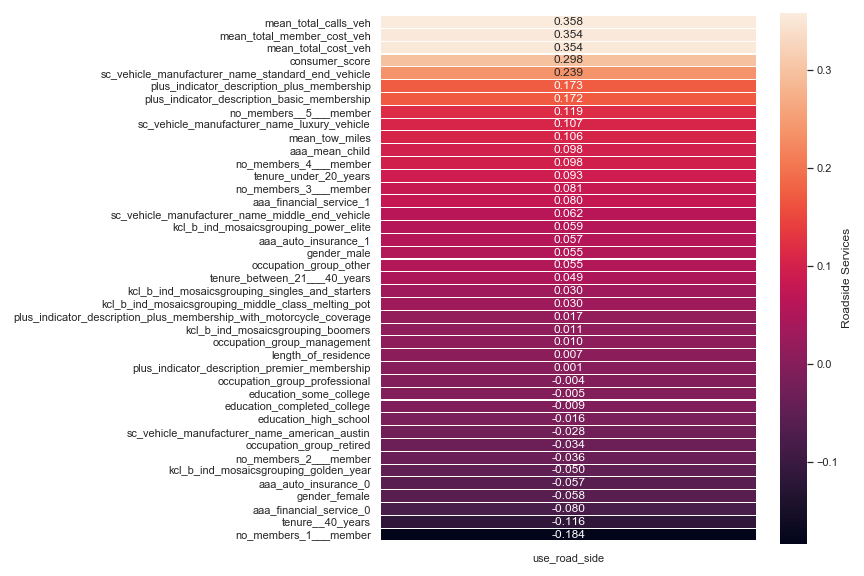 mean_total_calls_veh 0.358
mean_total_member_cost_veh 0.354
mean_total_cost_veh 0.354
consumer_score 0.298
sc_vehicle_manufacturer_name_standard_end_vehicle 0.239
plus_indicator_description_plus_membership 0.173
plus_indicator_description_basic_membership 0.172
no_members__5___member 0.119
sc_vehicle_manufacturer_name_luxury_vehicle 0.107
mean_tow_miles 0.106
aaa_mean_child 0.098
no_members_4___member 0.098
tenure_under_20_years 0.093
no_members_3___member 0.081
aaa_financial_service_1 0.080
sc_vehicle_manufacturer_name_middle_end_vehicle 0.062
kcl_b_ind_mosaicsgrouping_power_elite 0.059
aaa_auto_insurance_1 0.057
gender_male 0.055
occupation_group_other 0.055
tenure_between_21___40_years 0.049
kcl_b_ind_mosaicsgrouping_singles_and_starters 0.030
kcl_b_ind_mosaicsgrouping_middle_class_melting_pot 0.030
plus_indicator_description_plus_membership_with_motorcycle_coverage 0.017
kcl_b_ind_mosaicsgrouping_boomers 0.011
occupation_group_management 0.010
length_of_residence 0.007
plus_indicator_description_premier_membership 0.001
occupation_group_professional -0.004
education_some_college -0.005
education_completed_college -0.009
education_high_school -0.016
sc_vehicle_manufacturer_name_american_austin -0.028
occupation_group_retired -0.034
no_members_2___member -0.036
kcl_b_ind_mosaicsgrouping_golden_year -0.050
aaa_auto_insurance_0 -0.057
gender_female -0.058
aaa_financial_service_0 -0.080
tenure__40_years -0.116
no_members_1___member -0.184
use_road_side
0.3
0.2
0.1
0.0
−0.1
Roadside Services